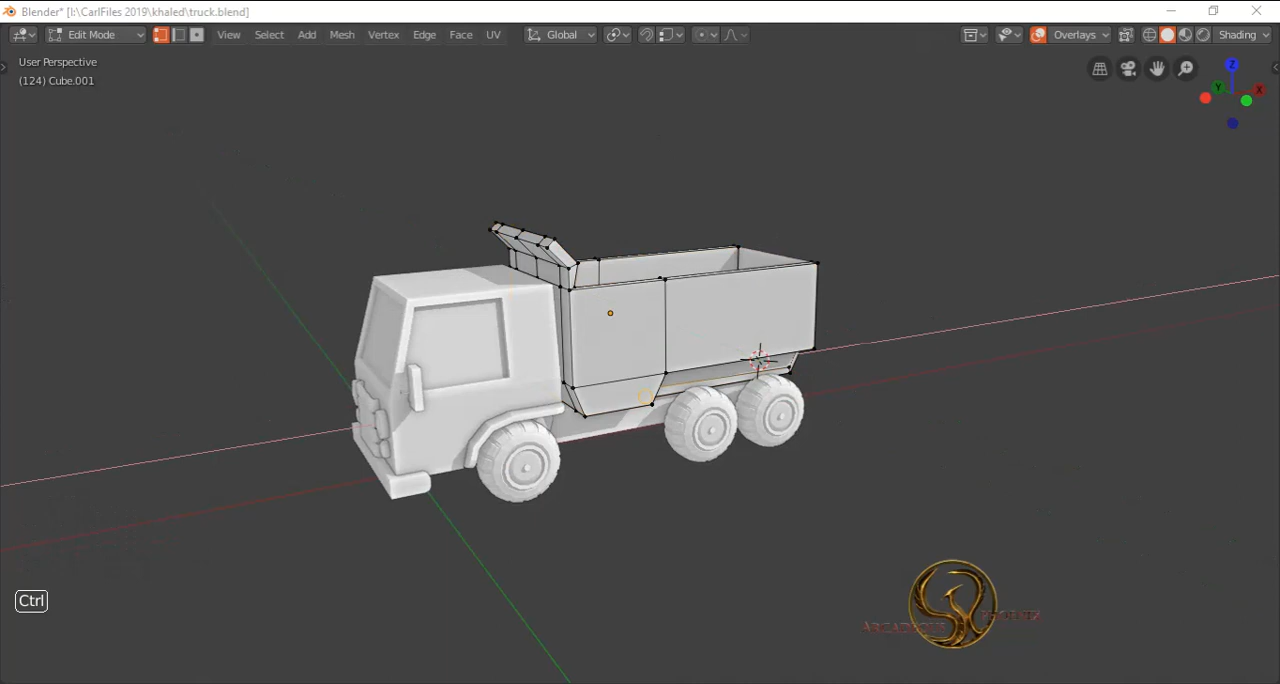 Blender* [I:\CarlFiles 2019\khaled\truck.blend]
Edit Mode View Select Add Mesh Vertex Edge Face UV Global Overlays Shading
User Perspective
(124) Cube.001
Z
Y X
Ctrl